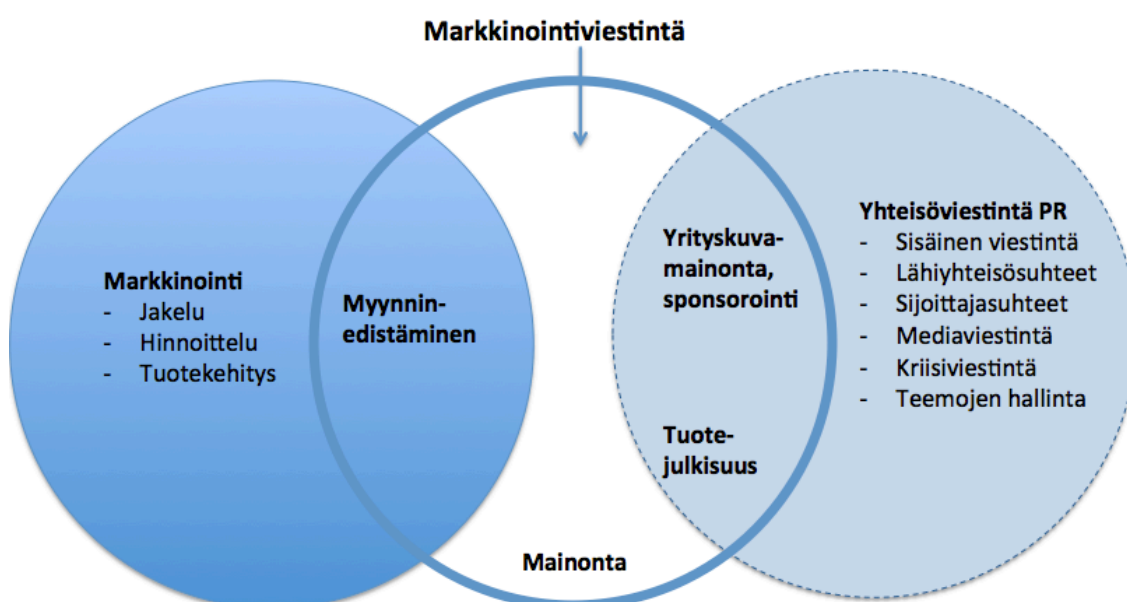 Markkinointiviestintä
Markkinointi
- Jakelu
- Hinnoittelu
- Tuotekehitys
Myynnin-
edistäminen
Yrityskuva-
mainonta,
sponsorointi
Tuote-
julkisuus
Mainonta
Yhteisöviestintä PR
- Sisäinen viestintä
- Lähiyhteisösuhteet
- Sijoittajasuhteet
- Mediaviestintä
- Kriisiviestintä
- Teemojen hallinta